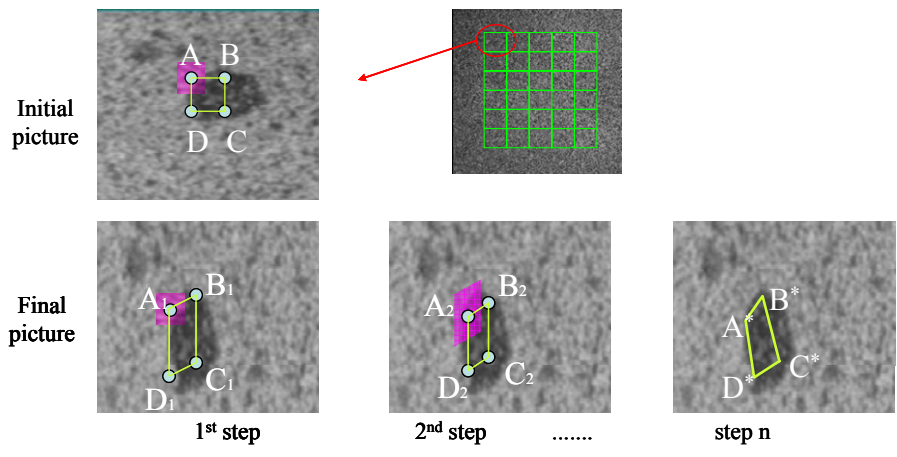 A B
D C
Initial
picture
A1 B1
D1 C1
A2 B2
D2 C2
A* B*
D* C*
Final
picture
1st step
2nd step
.......
step n